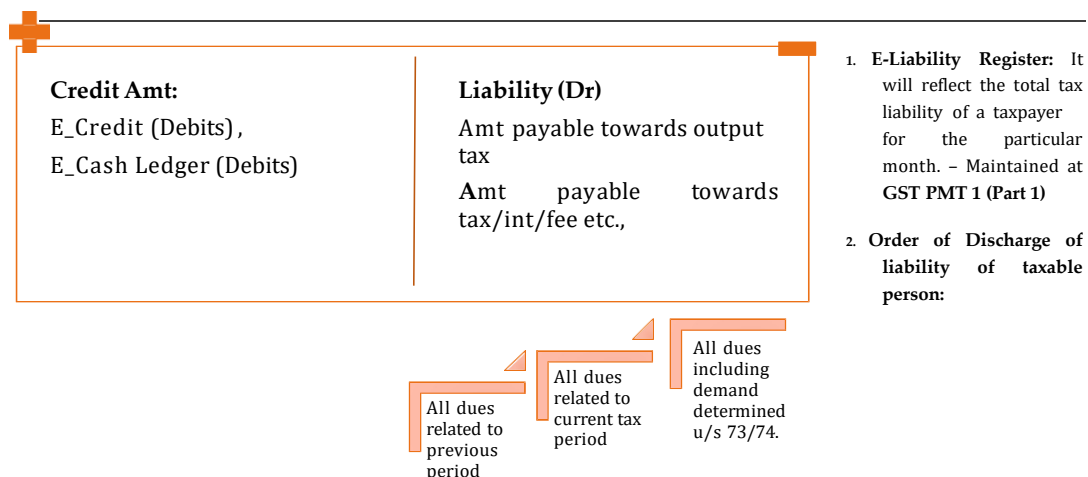 Credit Amt:
E_Credit (Debits) ,
E_Cash Ledger (Debits)
Liability (Dr)
Amt payable towards output
tax
Amt payable towards
tax/int/fee etc.,
1. E-Liability Register: It
will reflect the total tax
liability of a taxpayer
for the particular
month. – Maintained at
GST PMT 1 (Part 1)
2. Order of Discharge of
liability of taxable
person:
All dues
related to
previous
period
All dues
related to
current tax
period
All dues
including
demand
determined
u/s 73/74.